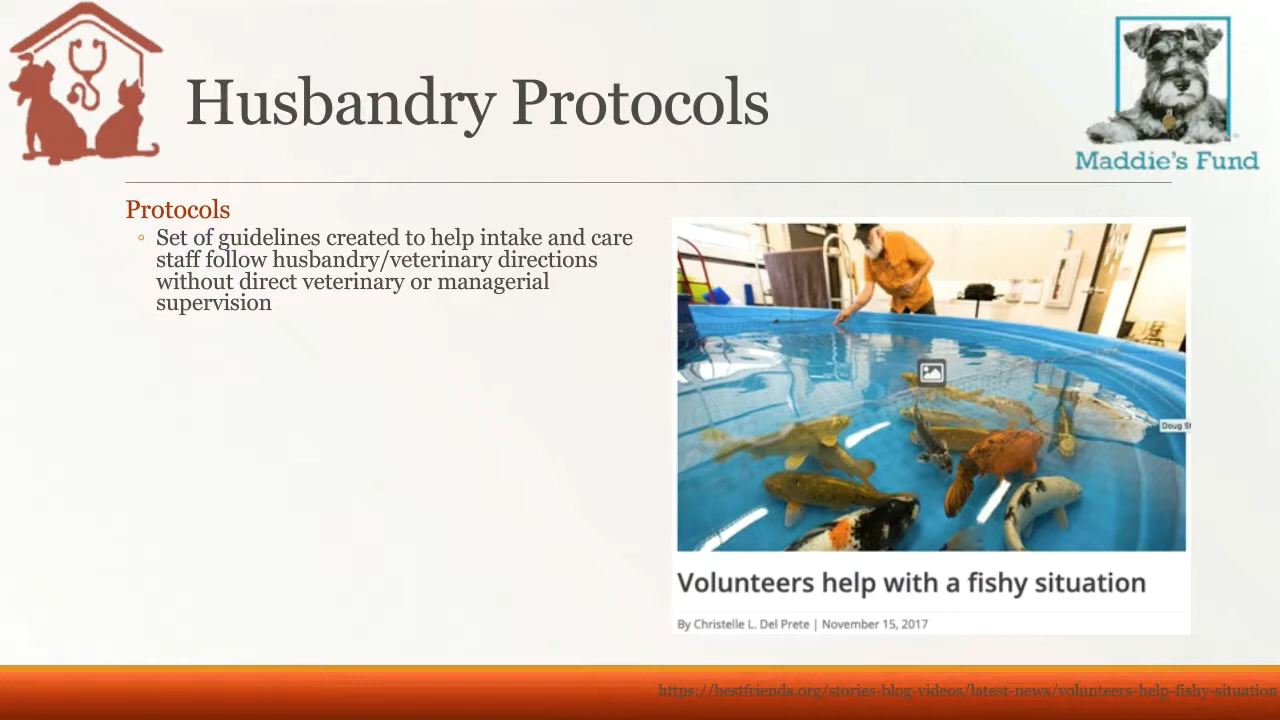 Husbandry Protocols
Maddie's Fund
Protocols
Set of guidelines created to help intake and care
staff follow husbandry/veterinary directions
without direct veterinary or managerial
supervision
Doug
Volunteers help with a fishy situation
By Christelle L. Del Prete | November 15, 2017
https://bestfriends.org/stories-blog-videos/latest-news/volunteers-help-fishy-situation